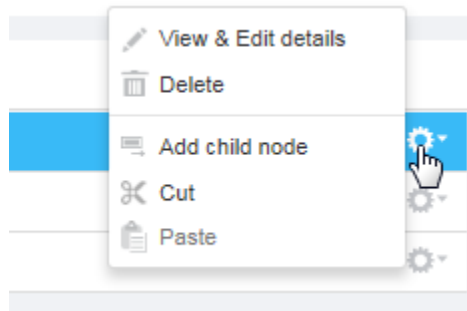 View & Edit details
Delete
Add child node
Cut
Paste